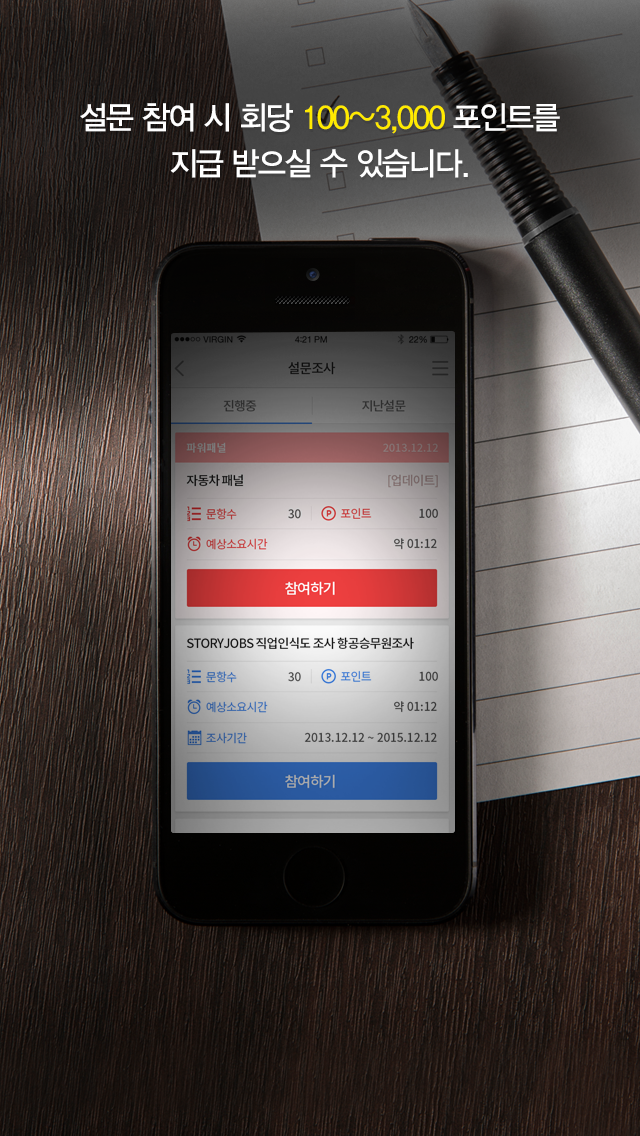 설문 참여 시 회당 100~3,000 포인트를
지급 받으실 수 있습니다.
VIRGIN 4:21 PM 22%
설문조사
진행중 지난설문
파워패널 2013.12.12
자동차 패널 [업데이트]
문항수 30 포인트 100
예상소요시간 약 01:12
참여하기
STORYJOBS 직업인식도 조사 항공승무원조사
문항수 30 포인트 100
예상소요시간 약 01:12
조사기간 2013.12.12 ~ 2015.12.12
참여하기